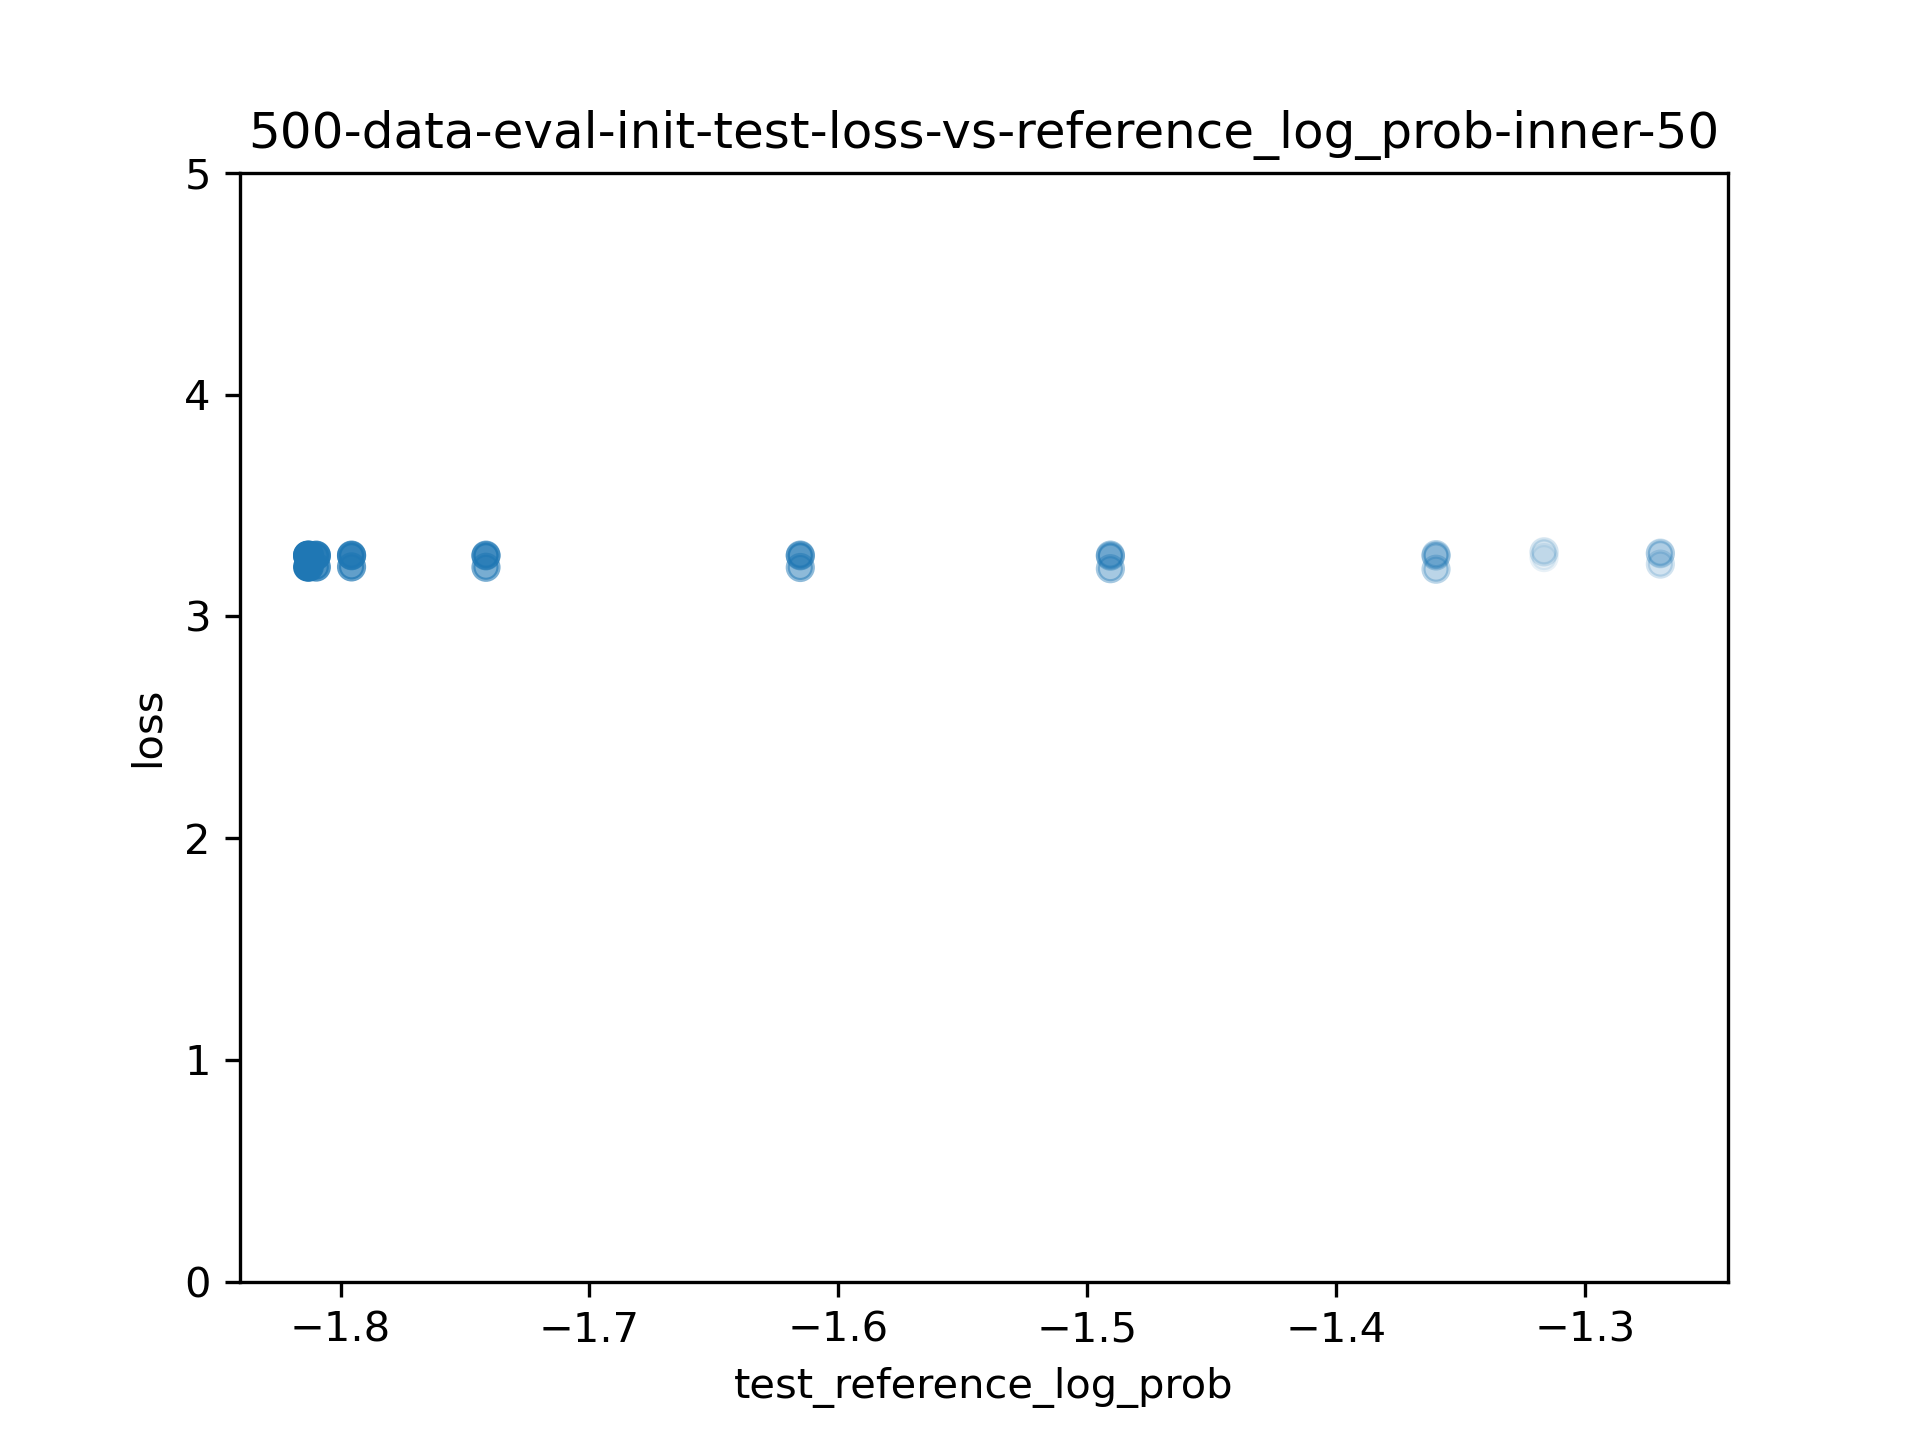 500-data-eval-init-test-loss-vs-reference_log_prob-inner-50
5
4
3
2
1
0
loss
−1.8 −1.7 −1.6 −1.5 −1.4 −1.3
test_reference_log_prob